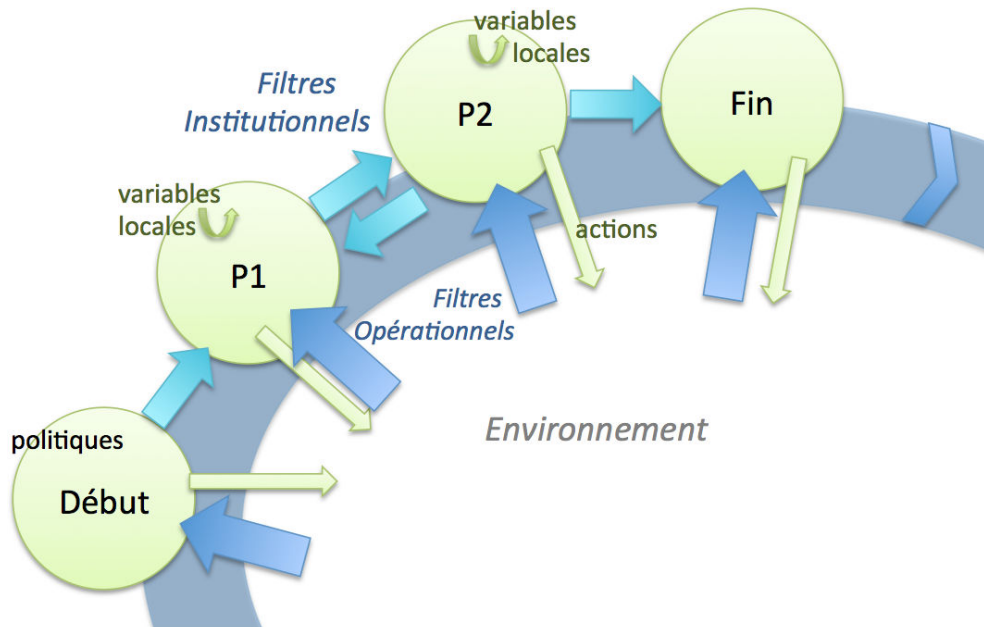 variables
locales
Filtres
Institutionnels
P2
Fin
variables
locales
actions
P1
Filtres
Opérationnels
politiques
Environnement
Début